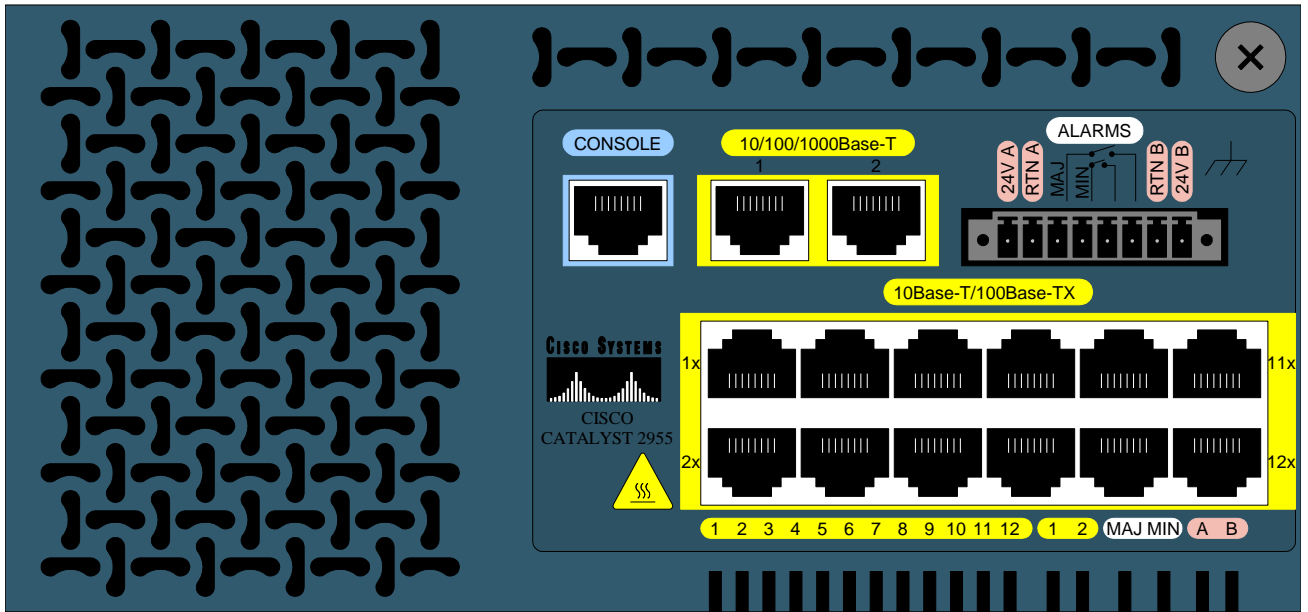 ALARMS
CONSOLE
10/100/1000Base-T
1 2
24V A
RTN A
MAJ
MIN
RTN B
24V B
10Base-T/100Base-TX
CISCO SYSTEMS
1x
11x
CISCO
CATALYST 2955
2x
12x
1 2 3 4 5 6 7 8 9 10 11 12 1 2 MAJ MIN A B